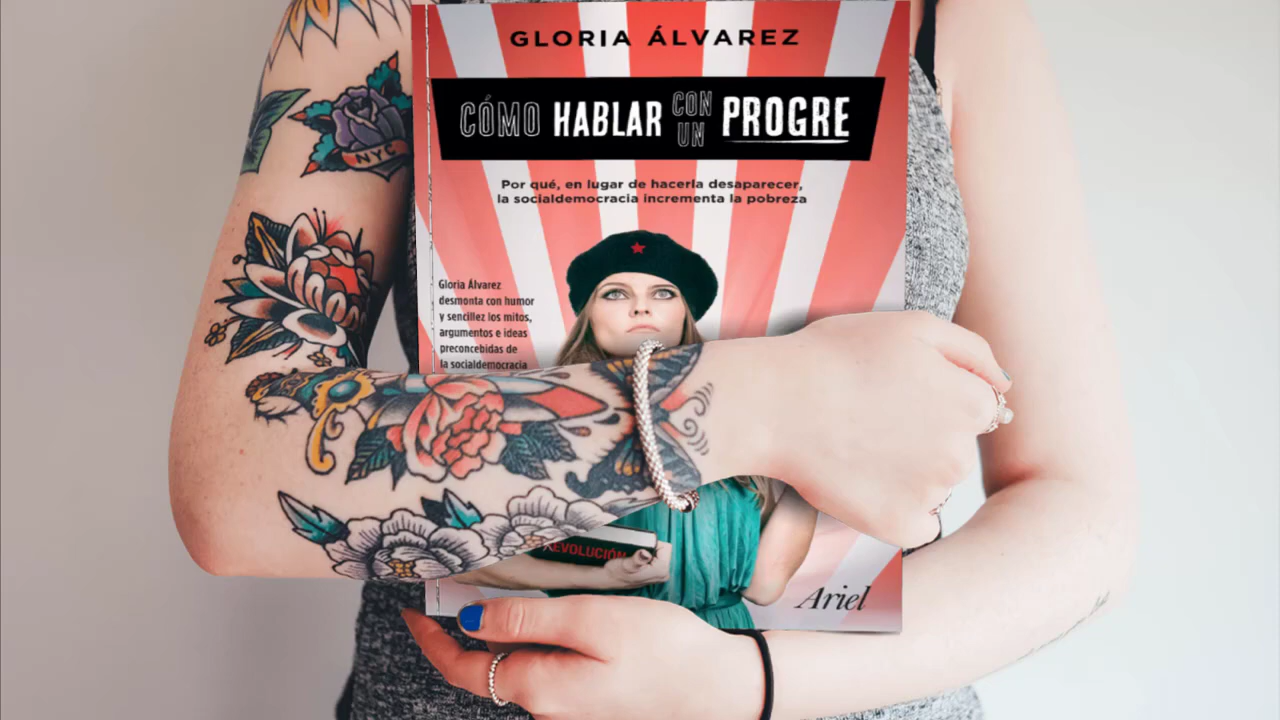 GLORIA ÁLVAREZ
CÓMO HABLAR CON UN PROGRE
Por qué, en lugar de hacerla desaparecer,
la socialdemocracia incrementa la pobreza
Gloria Álvarez
desmonta con humor
y sencillez los mitos,
argumentos e ideas
preconcebidas de
la socialdemocracia
NYC
REVOLUCIÓN
Ariel